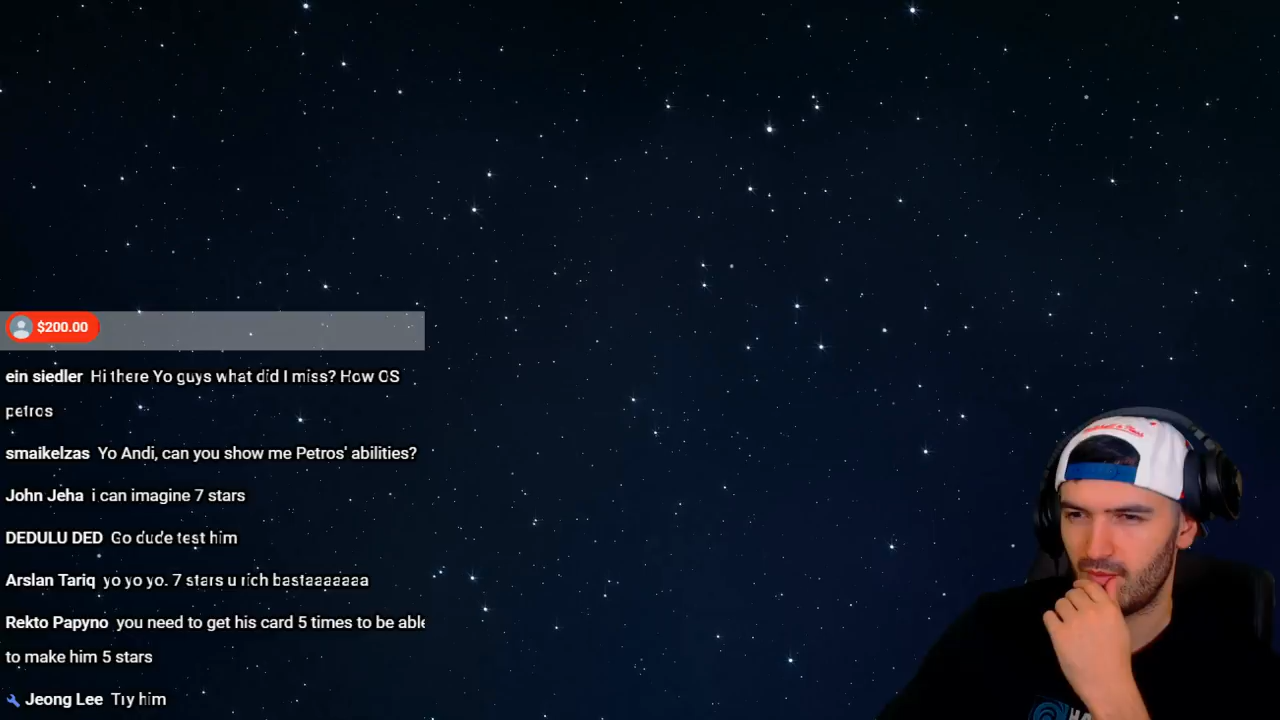 $200.00
ein siedler Hi there Yo guys what did I miss? How OS
petros
smaikelzas Yo Andi, can you show me Petros' abilities?
John Jeha i can imagine 7 stars
DEDULU DED Go dude test him
Arslan Tariq yo yo yo. 7 stars u rich bastaaaaaaa
Rekto Papyno you need to get his card 5 times to be able
to make him 5 stars
Jeong Lee Try him